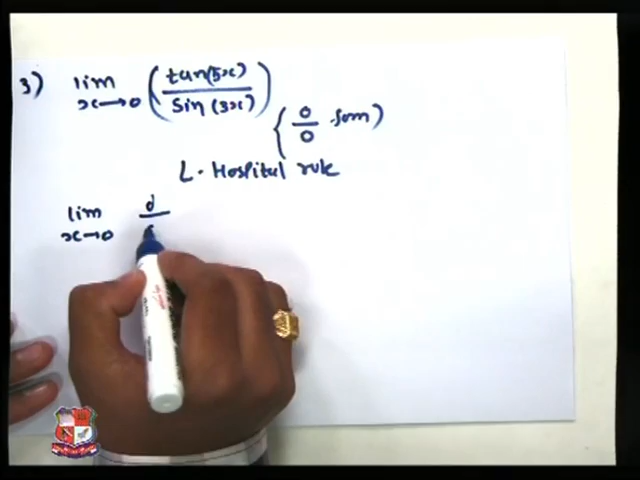 3) lim x→0 (tan(5x) / sin(3x))
{ 0/0 form)
L. Hospital rule
lim x→0 d